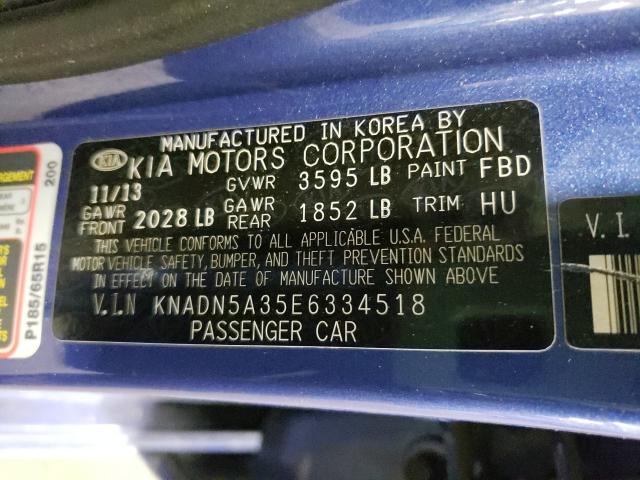 MANUFACTURED IN KOREA BY
KIA KIA MOTORS CORPORATION
11/13 GVWR 3595 LB PAINT FBD
GAWR FRONT 2028 LB GAWR REAR 1852 LB TRIM HU
THIS VEHICLE CONFORMS TO ALL APPLICABLE U.S.A. FEDERAL
MOTOR VEHICLE SAFETY, BUMPER, AND THEFT PREVENTION STANDARDS
IN EFFECT ON THE DATE OF MANUFACTURE SHOWN ABOVE
V.I.N KNADN5A35E6334518
PASSENGER CAR
200
P185/65R15
V.I